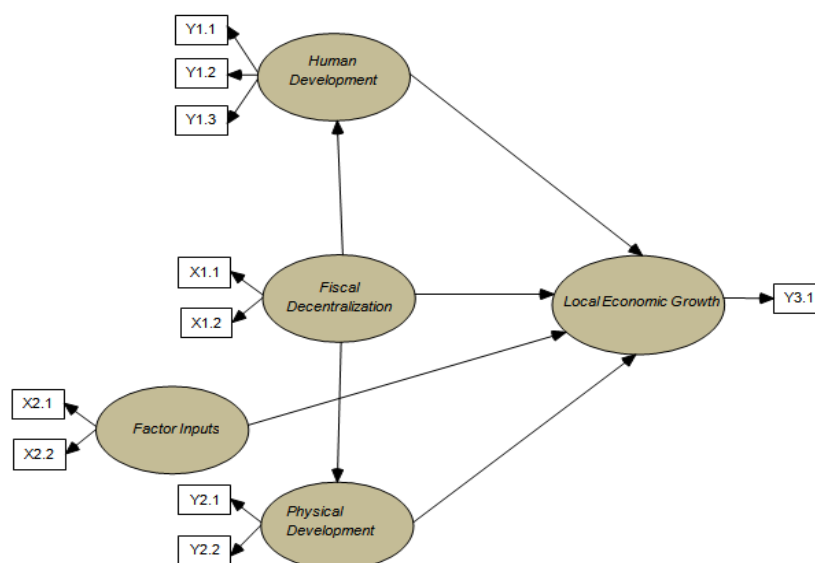 Y1.1
Y1.2
Y1.3
Human
Development
X1.1
X1.2
Fiscal
Decentralization
Local Economic Growth
Y3.1
X2.1
X2.2
Factor Inputs
Y2.1
Y2.2
Physical
Development